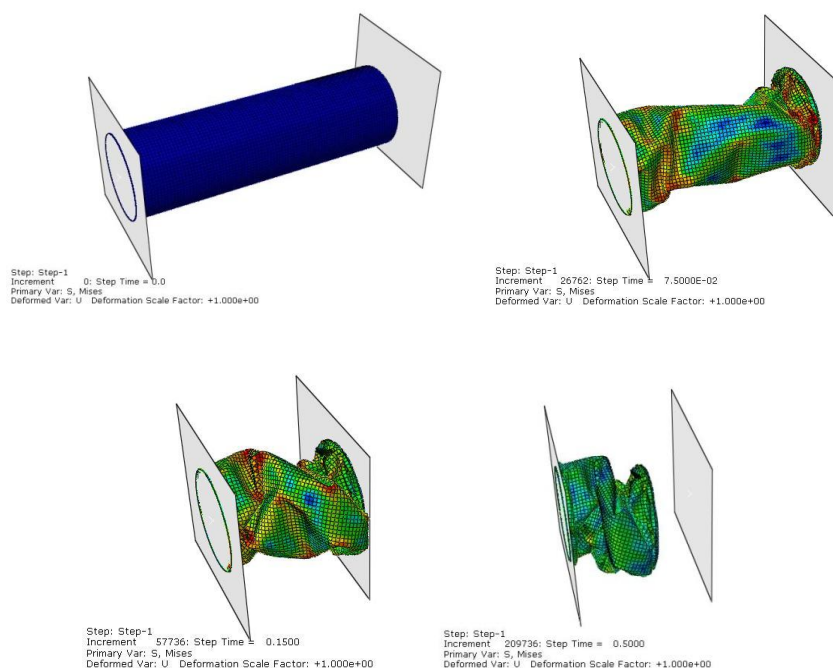 Step: Step-1
Increment 0: Step Time = 0.0
Primary Var: S, Mises
Deformed Var: U Deformation Scale Factor: +1.000e+00
Step: Step-1
Increment 26762: Step Time = 7.5000E-02
Primary Var: S, Mises
Deformed Var: U Deformation Scale Factor: +1.000e+00
Step: Step-1
Increment 57736: Step Time = 0.1500
Primary Var: S, Mises
Deformed Var: U Deformation Scale Factor: +1.000e+00
Step: Step-1
Increment 209736: Step Time = 0.5000
Primary Var: S, Mises
Deformed Var: U Deformation Scale Factor: +1.000e+00